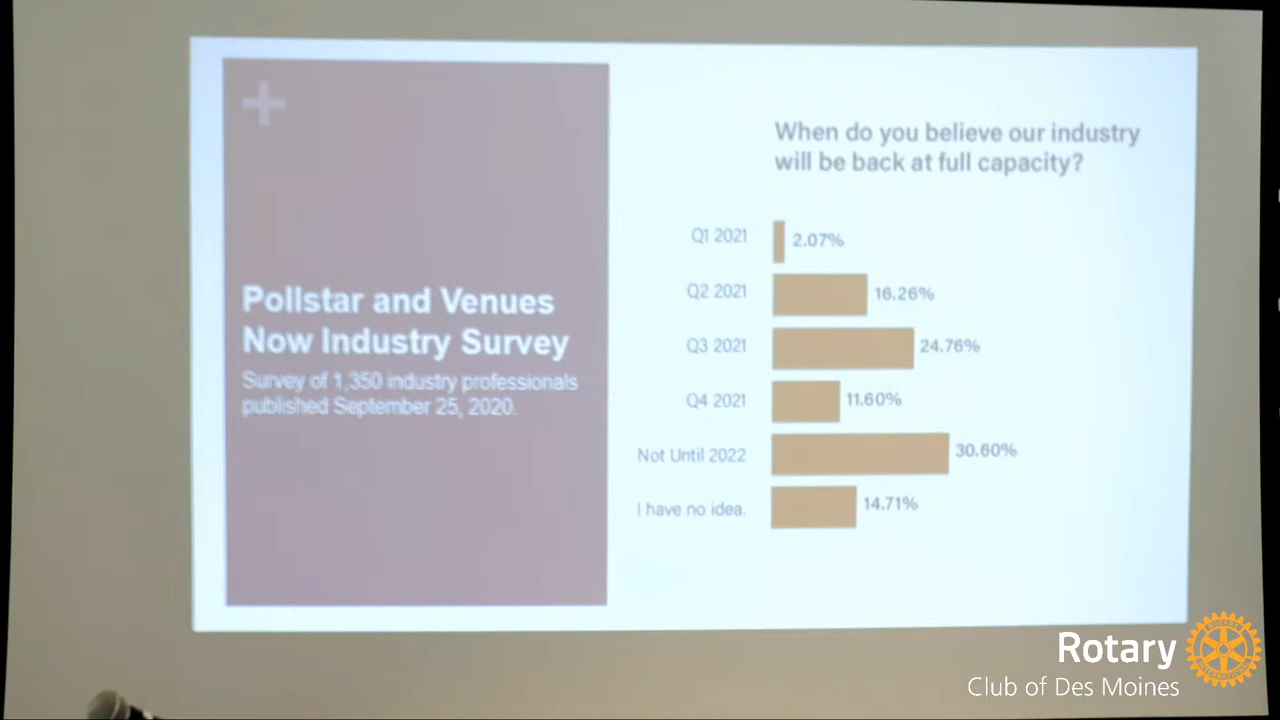 +
Pollstar and Venues
Now Industry Survey
Survey of 1,350 industry professionals
published September 25, 2020.
When do you believe our industry
will be back at full capacity?
Q1 2021 2.07%
Q2 2021 16.26%
Q3 2021 24.76%
Q4 2021 11.60%
Not Until 2022 30.60%
I have no idea. 14.71%
Rotary
Club of Des Moines
ROTARY
INTERNATIONAL